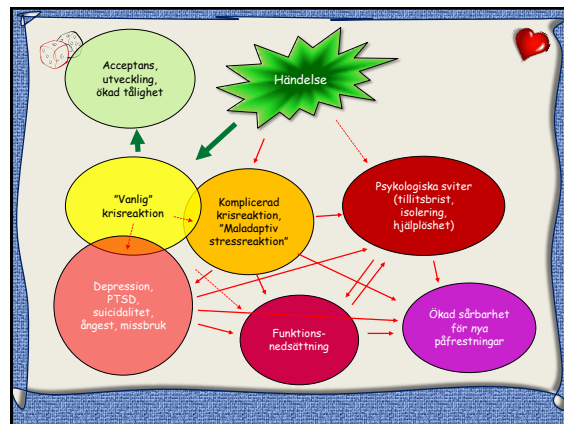 Acceptans,
utveckling,
ökad tålighet
Händelse
"Vanlig"
krisreaktion
Komplicerad
krisreaktion,
"Maladaptiv
stressreaktion"
Psykologiska sviter
(tillitsbrist,
isolering,
hjälplöshet)
Depression,
PTSD,
suicidalitet,
ångest, missbruk
Funktions-
nedsättning
Ökad sårbarhet
för nya
påfrestningar